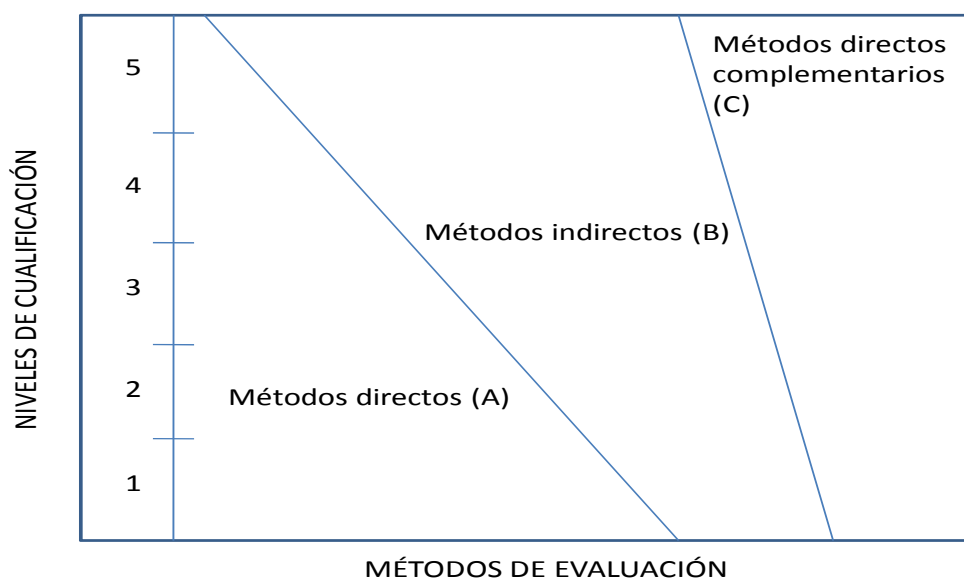 NIVELES DE CUALIFICACIÓN
5
4
3
2
1
Métodos directos
complementarios
(C)
Métodos indirectos (B)
Métodos directos (A)
MÉTODOS DE EVALUACIÓN